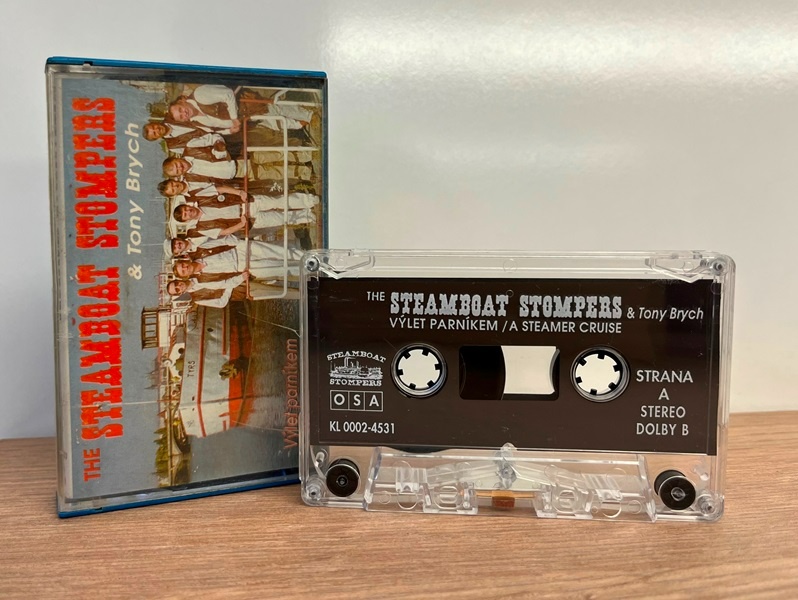 THE STEAMBOAT STOMPERS
& Tony Brych
Výlet parníkem
THE STEAMBOAT STOMPERS & Tony Brych
VÝLET PARNÍKEM / A STEAMER CRUISE
STEAMBOAT
STOMPERS
OSA
KL 0002-4531
STRANA
A
STEREO
DOLBY B